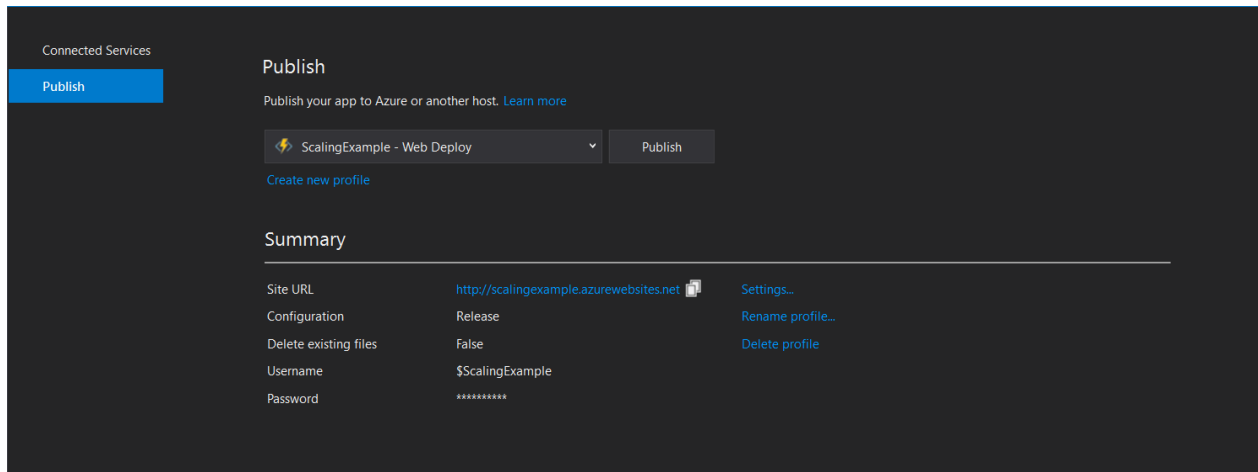 Connected Services
Publish
Publish
Publish your app to Azure or another host. Learn more
ScalingExample - Web Deploy
Publish
Create new profile
Summary
Site URL http://scalingexample.azurewebsites.net Settings...
Configuration Release Rename profile...
Delete existing files False Delete profile
Username $ScalingExample
Password **********